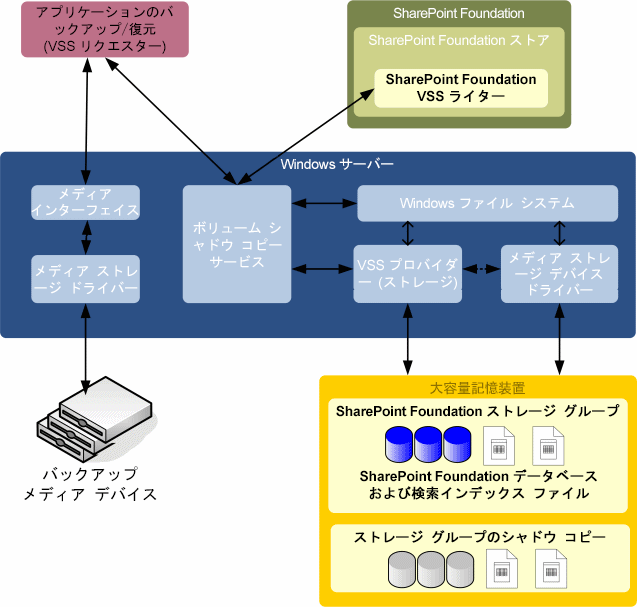 アプリケーションのバ
ックアップ/復元
(VSS リクエスター)
SharePoint Foundation
SharePoint Foundation ストア
SharePoint Foundation
VSS ライター
Windows サーバー
メディア
インターフェイス
ボリューム シ
ャドウ コピー
サービス
Windows ファイル システム
メディア ストレ
ージ ドライバー
VSS プロバイダ
ー (ストレージ)
メディア ストレ
ージ デバイス
ドライバー
大容量記憶装置
SharePoint Foundation ストレージ グループ
SharePoint Foundation データベース
および検索インデックス ファイル
ストレージ グループのシャドウ コピー
バックアップ
メディア デバイス